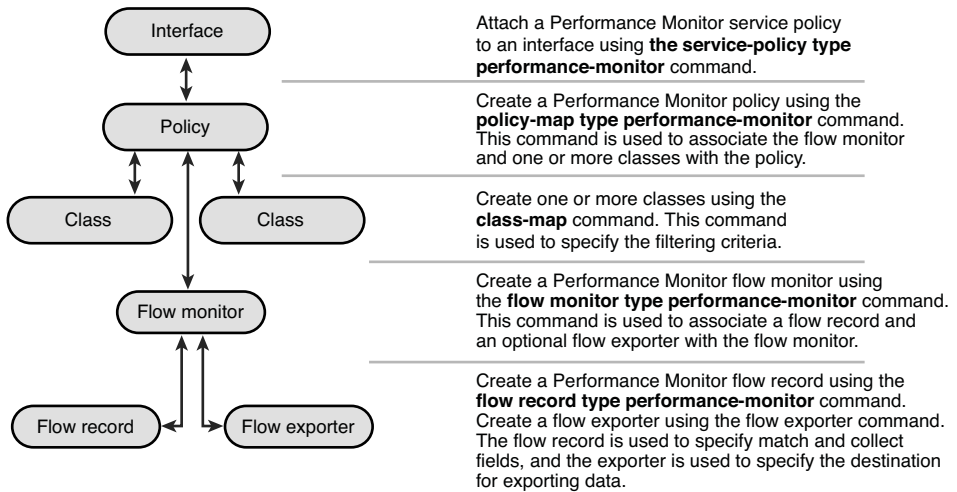 Interface
Attach a Performance Monitor service policy
to an interface using the service-policy type
performance-monitor command.
Policy
Create a Performance Monitor policy using the
policy-map type performance-monitor command.
This command is used to associate the flow monitor
and one or more classes with the policy.
Class
Class
Create one or more classes using the
class-map command. This command
is used to specify the filtering criteria.
Flow monitor
Create a Performance Monitor flow monitor using
the flow monitor type performance-monitor command.
This command is used to associate a flow record and
an optional flow exporter with the flow monitor.
Flow record
Flow exporter
Create a Performance Monitor flow record using the
flow record type performance-monitor command.
Create a flow exporter using the flow exporter command.
The flow record is used to specify match and collect
fields, and the exporter is used to specify the destination
for exporting data.